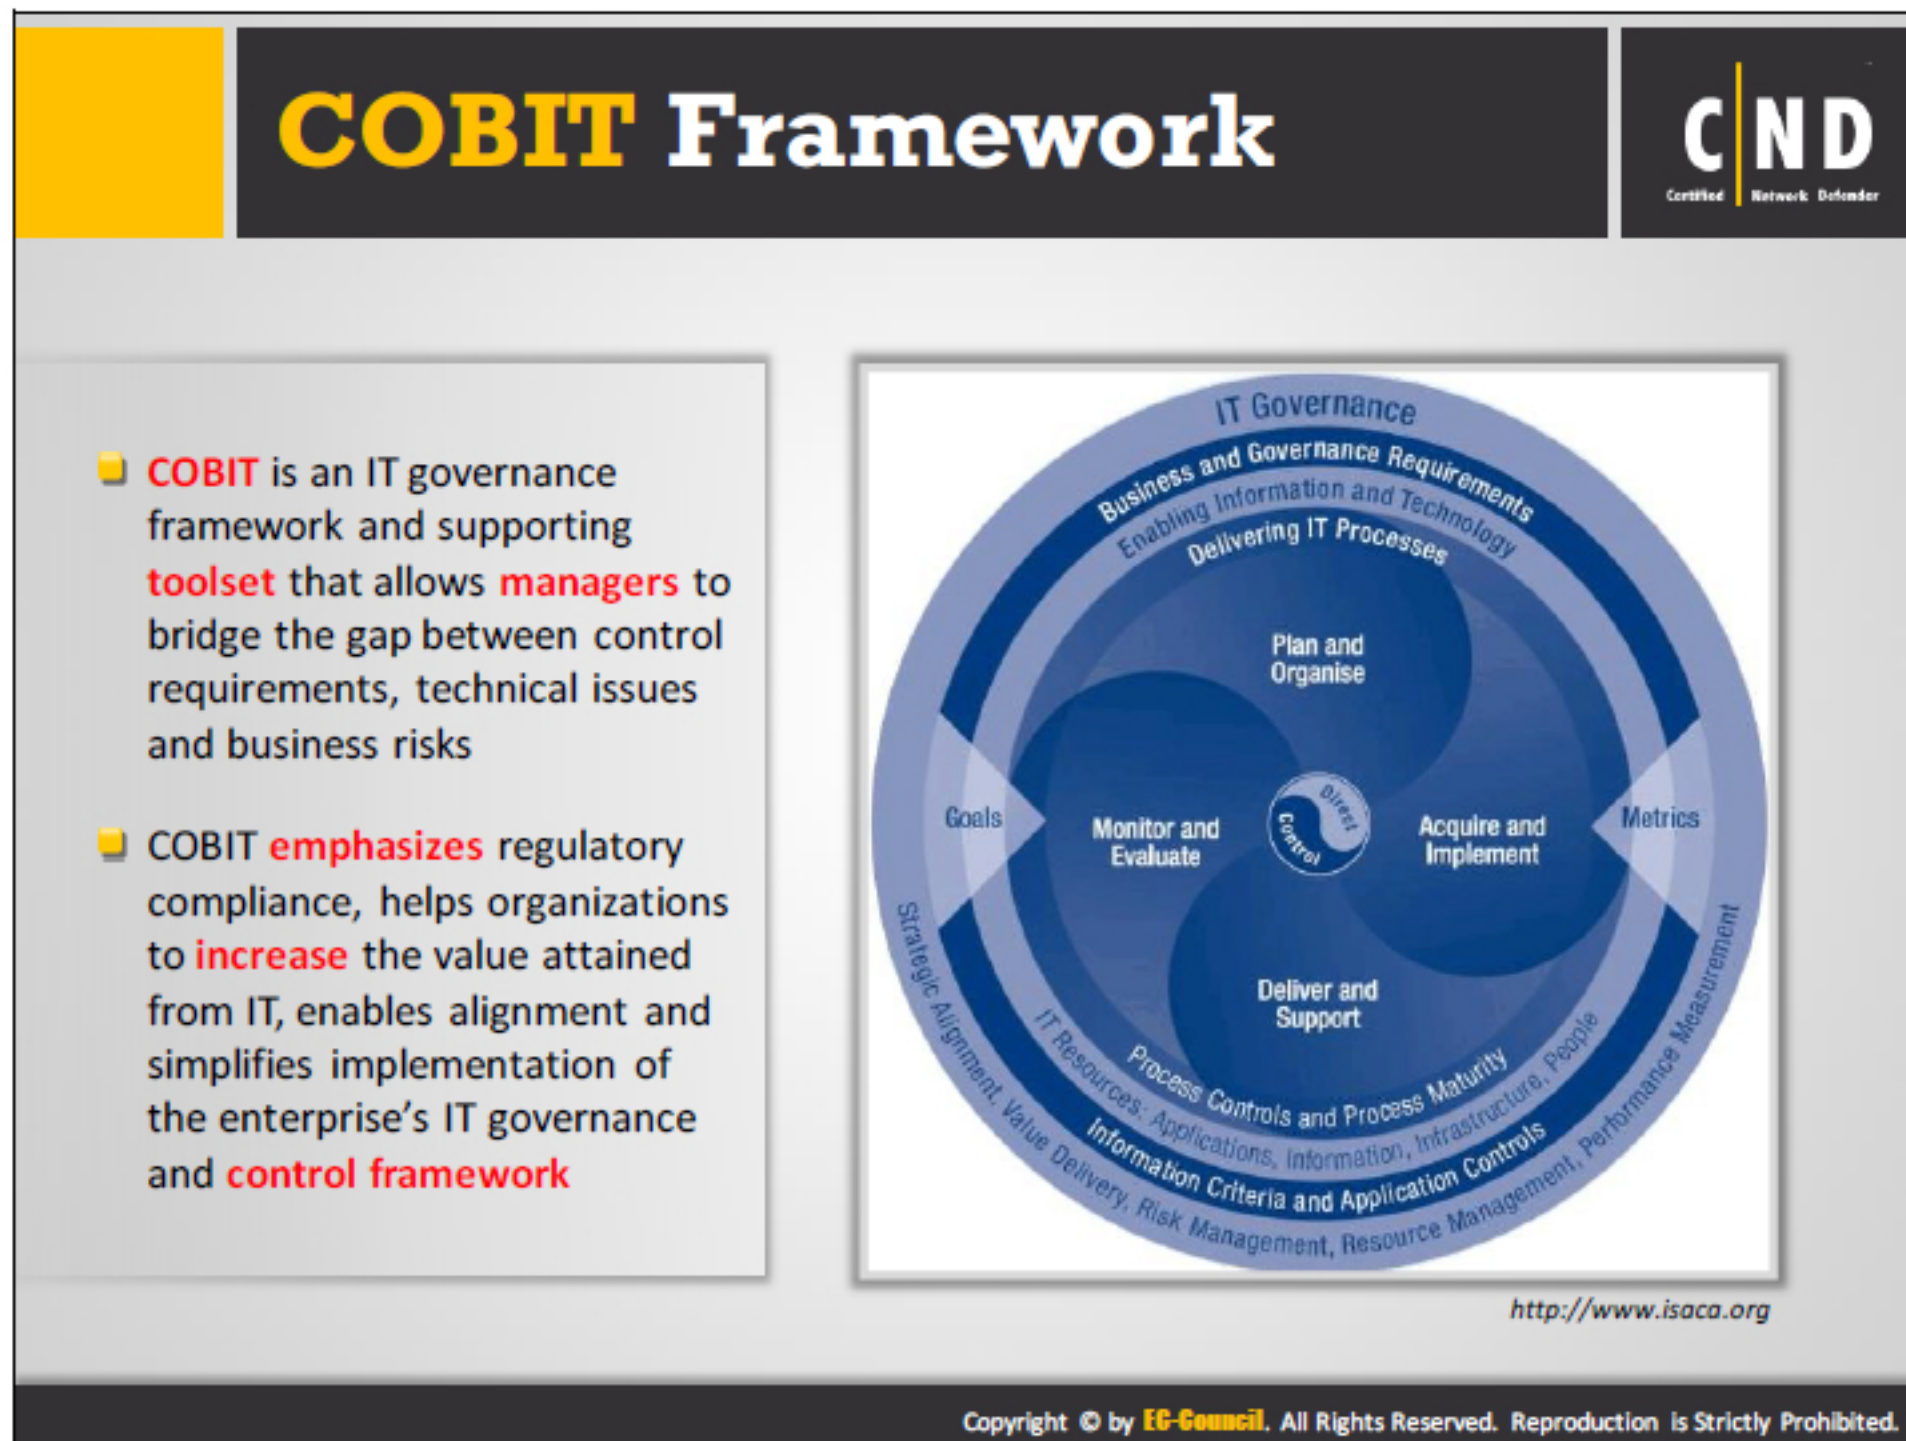 COBIT Framework
C ND
Certified Network Defender
COBIT is an IT governance
framework and supporting
toolset that allows managers to
bridge the gap between control
requirements, technical issues
and business risks
COBIT emphasizes regulatory
compliance, helps organizations
to increase the value attained
from IT, enables alignment and
simplifies implementation of
the enterprise's IT governance
and control framework
IT Governance
Business and Governance Requirements
Enabling Information and Technology
Delivering IT Processes
Plan and
Organise
Goals
Monitor and
Evaluate
Direct
Control
Acquire and
Implement
Metrics
Deliver and
Support
Process Controls and Process Maturity
IT Resources: Applications, Information, Infrastructure, People
Information Criteria and Application Controls
Strategic Alignment, Value Delivery, Risk Management, Resource Management, Performance Measurement
http://www.isaca.org
Copyright © by EC-Council. All Rights Reserved. Reproduction is Strictly Prohibited.